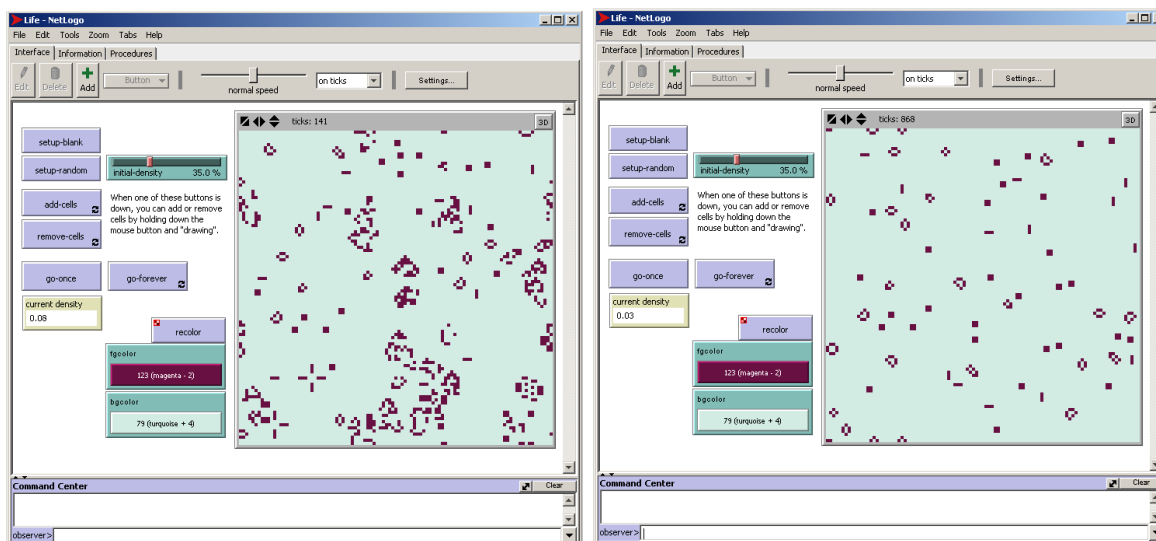 Life - NetLogo
File Edit Tools Zoom Tabs Help
Interface Information Procedures
Edit Delete Add Button normal speed on ticks Settings...
ticks: 141 3D
setup-blank
setup-random
initial-density 35.0 %
add-cells
remove-cells
When one of these buttons is
down, you can add or remove
cells by holding down the
mouse button and "drawing".
go-once go-forever
current density
0.08
recolor
fgcolor
123 (magenta - 2)
bgcolor
79 (turquoise + 4)
Command Center Clear
observer>
Life - NetLogo
File Edit Tools Zoom Tabs Help
Interface Information Procedures
Edit Delete Add Button normal speed on ticks Settings...
ticks: 868 3D
setup-blank
setup-random
initial-density 35.0 %
add-cells
remove-cells
When one of these buttons is
down, you can add or remove
cells by holding down the
mouse button and "drawing".
go-once go-forever
current density
0.03
recolor
fgcolor
123 (magenta - 2)
bgcolor
79 (turquoise + 4)
Command Center Clear
observer>